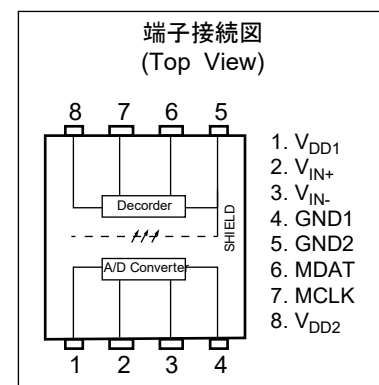 端子接続図
(Top View)
8 7 6 5
Decorder
SHIELD
A/D Converter
1 2 3 4
1. VDD1
2. VIN+
3. VIN-
4. GND1
5. GND2
6. MDAT
7. MCLK
8. VDD2